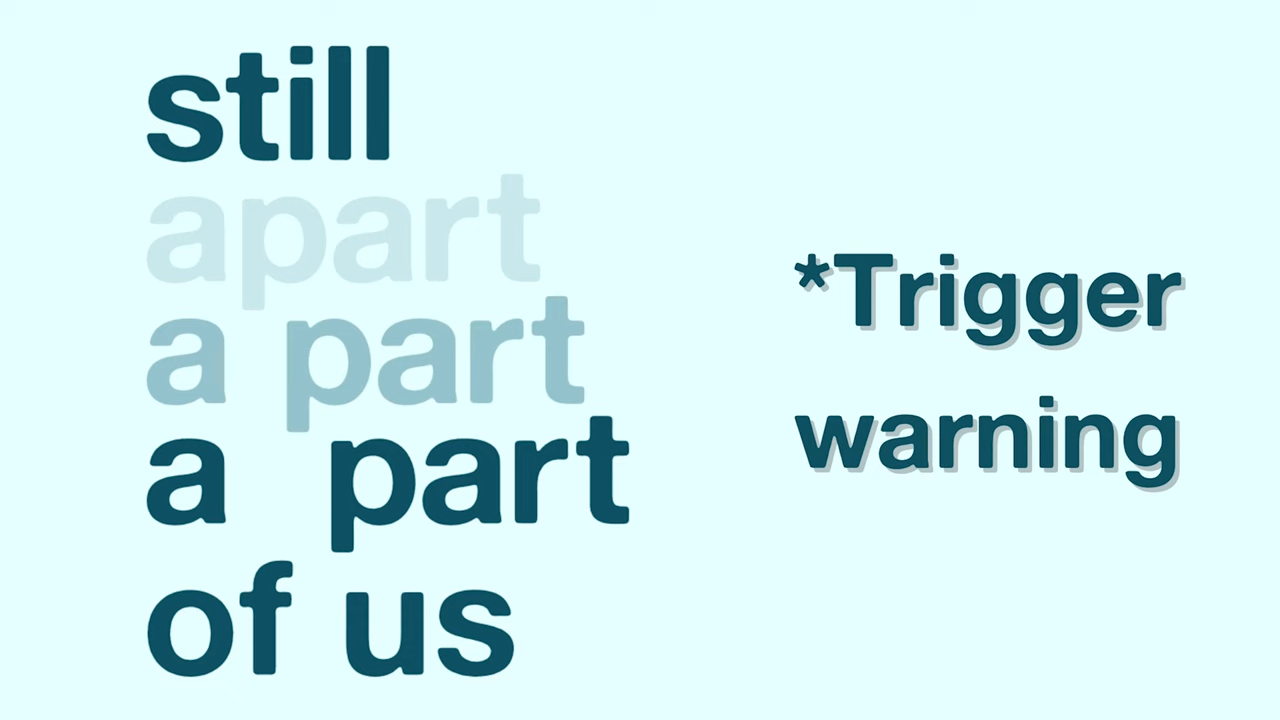 still
apart
a part
a part
of us
*Trigger
warning